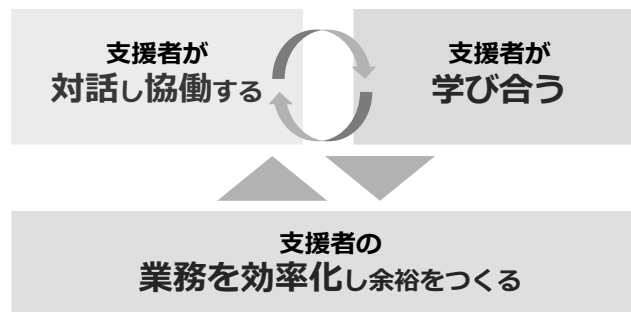 支援者が
対話し協働する
支援者が
学び合う
支援者の
業務を効率化し余裕をつくる